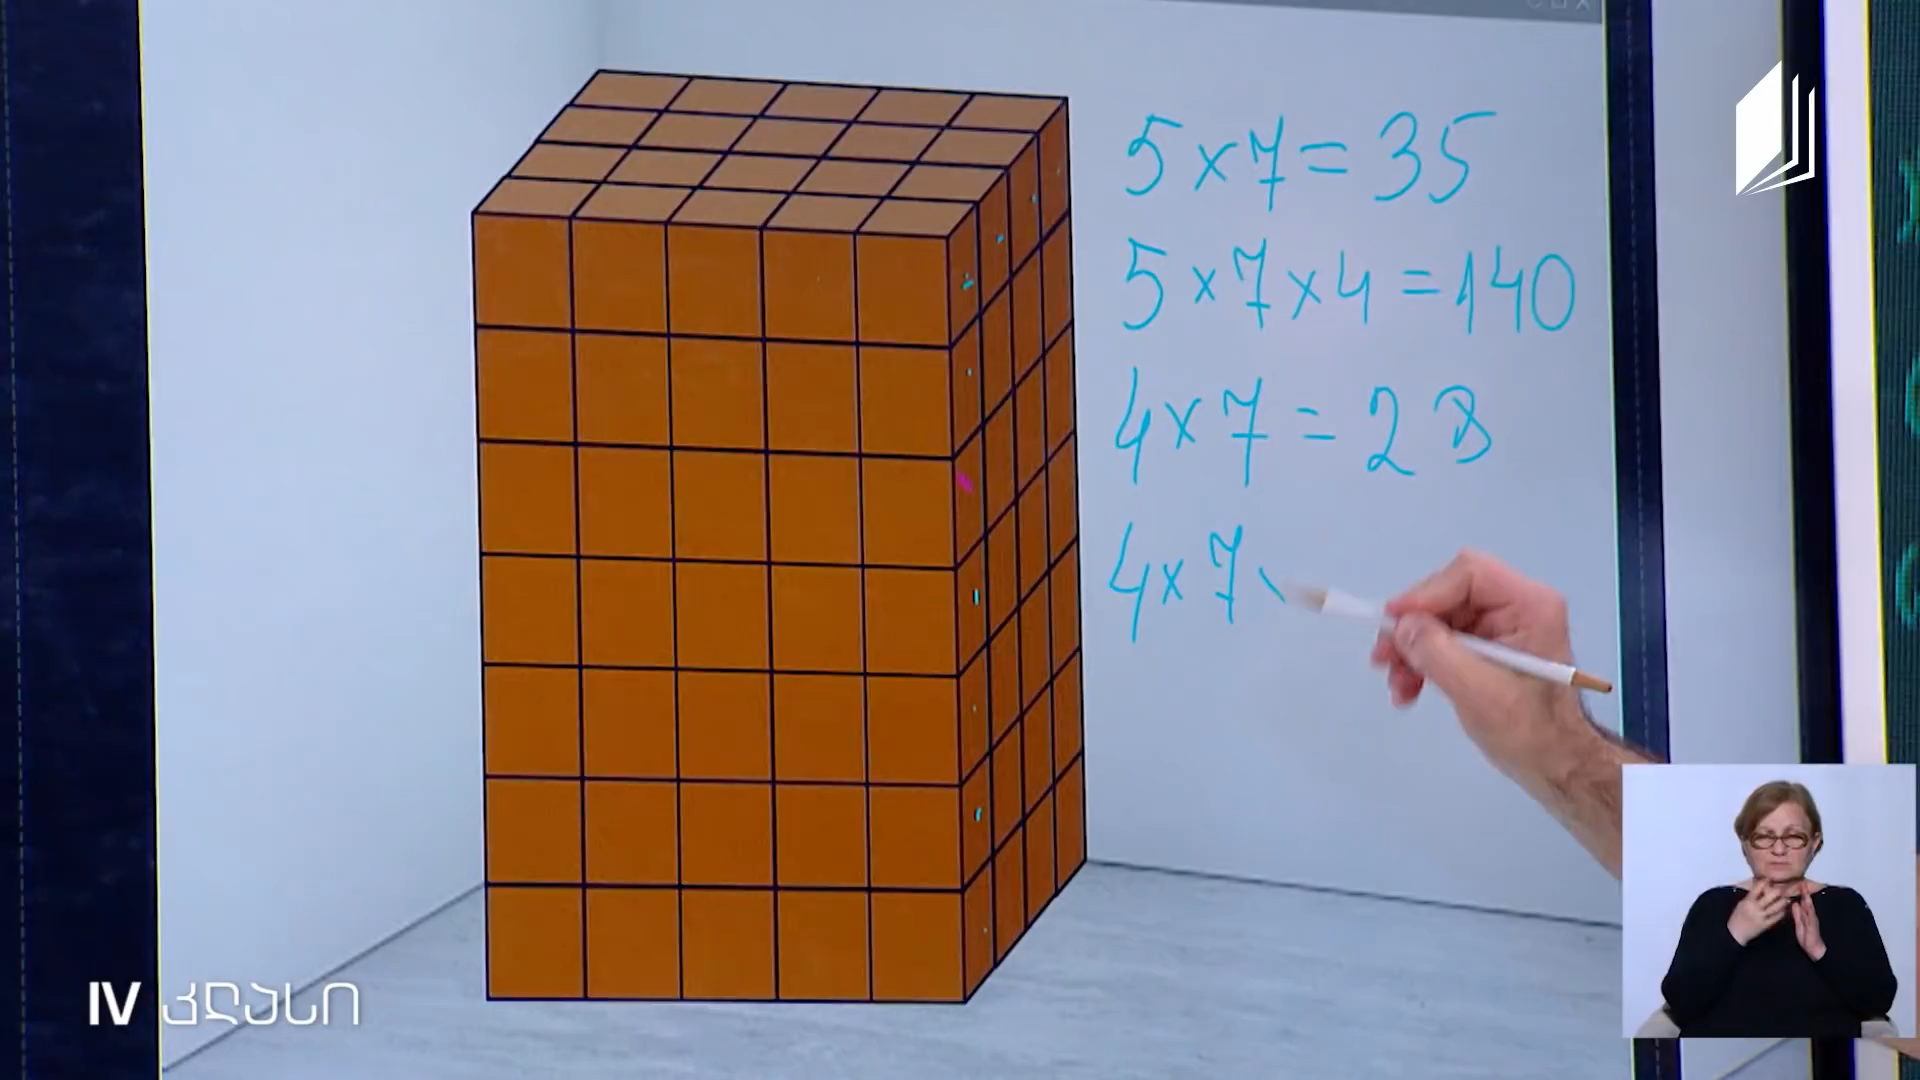 5 × 7 = 35
5 × 7 × 4 = 140
4 × 7 = 28
4 × 7
IV კლასი